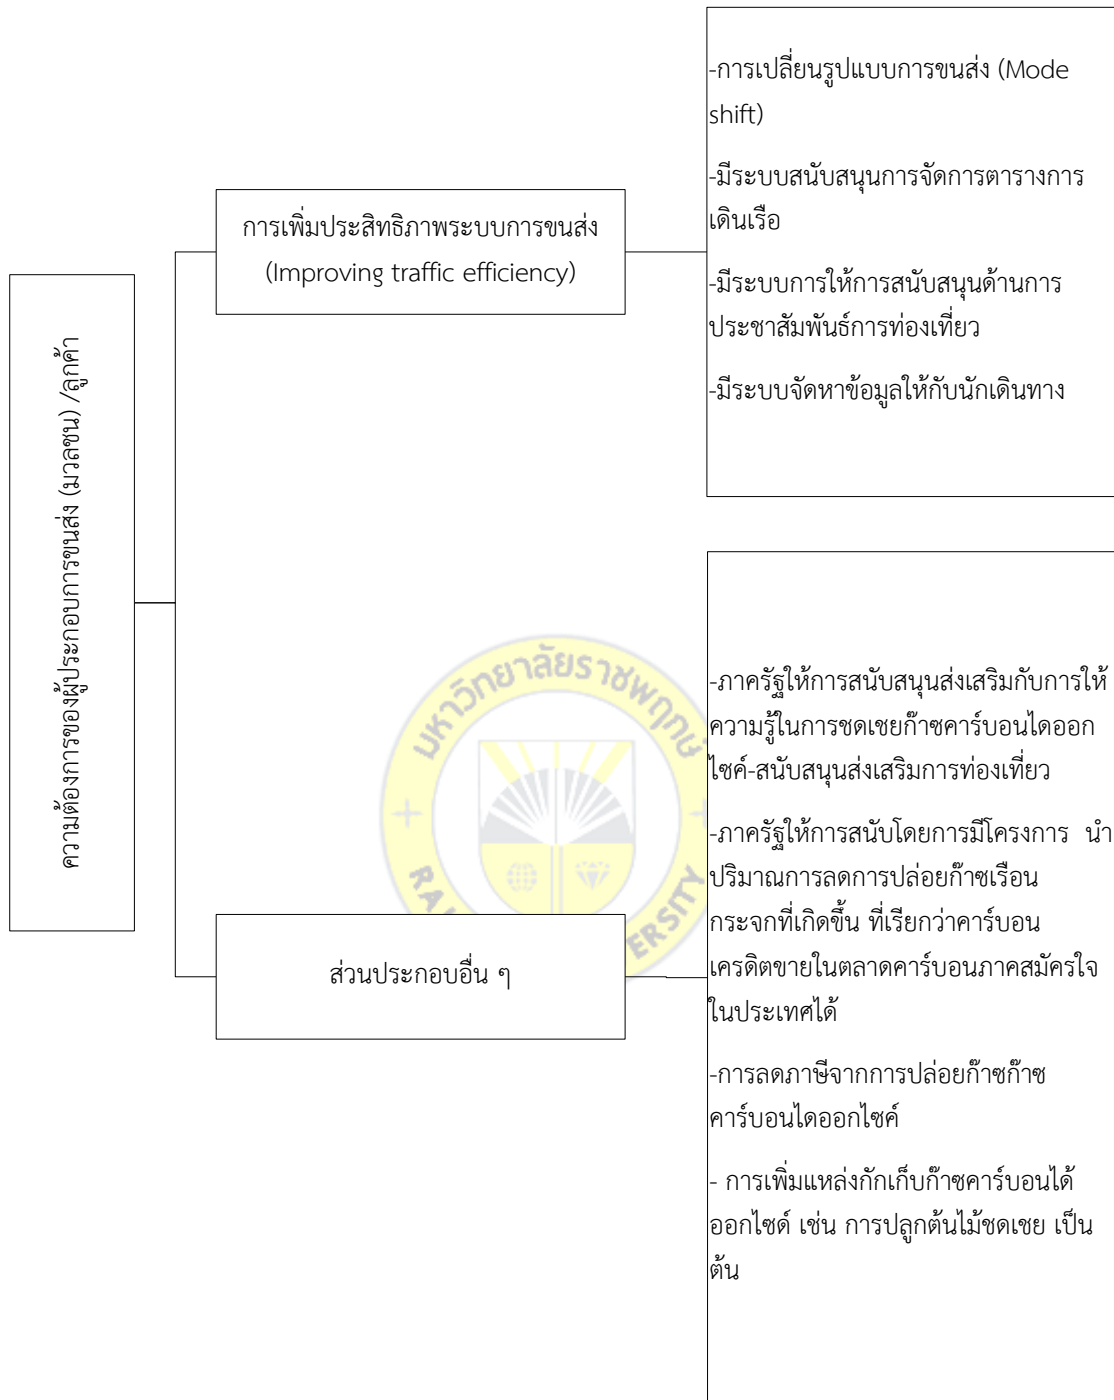 ความต้องการของผู้ประกอบการขนส่ง (มวลชน) /ลูกค้า
การเพิ่มประสิทธิภาพระบบการขนส่ง
(Improving traffic efficiency)
-การเปลี่ยนรูปแบบการขนส่ง (Mode
shift)
-มีระบบสนับสนุนการจัดการตารางการ
เดินเรือ
-มีระบบการให้การสนับสนุนด้านการ
ประชาสัมพันธ์การท่องเที่ยว
-มีระบบจัดหาข้อมูลให้กับนักเดินทาง
มหาวิทยาลัยราชพฤกษ์
ส่วนประกอบอื่น ๆ
-ภาครัฐให้การสนับสนุนส่งเสริมกับการให้
ความรู้ในการชดเชยก๊าซคาร์บอนไดออก
ไซค์-สนับสนุนส่งเสริมการท่องเที่ยว
-ภาครัฐให้การสนับโดยการมีโครงการ นำ
ปริมาณการลดการปล่อยก๊าซเรือน
กระจกที่เกิดขึ้น ที่เรียกว่าคาร์บอน
เครดิตขายในตลาดคาร์บอนภาคสมัครใจ
ในประเทศได้
-การลดภาษีจากการปล่อยก๊าซก๊าซ
คาร์บอนไดออกไซค์
- การเพิ่มแหล่งกักเก็บก๊าซคาร์บอนได้
ออกไซด์ เช่น การปลูกต้นไม้ชดเชย เป็น
ต้น